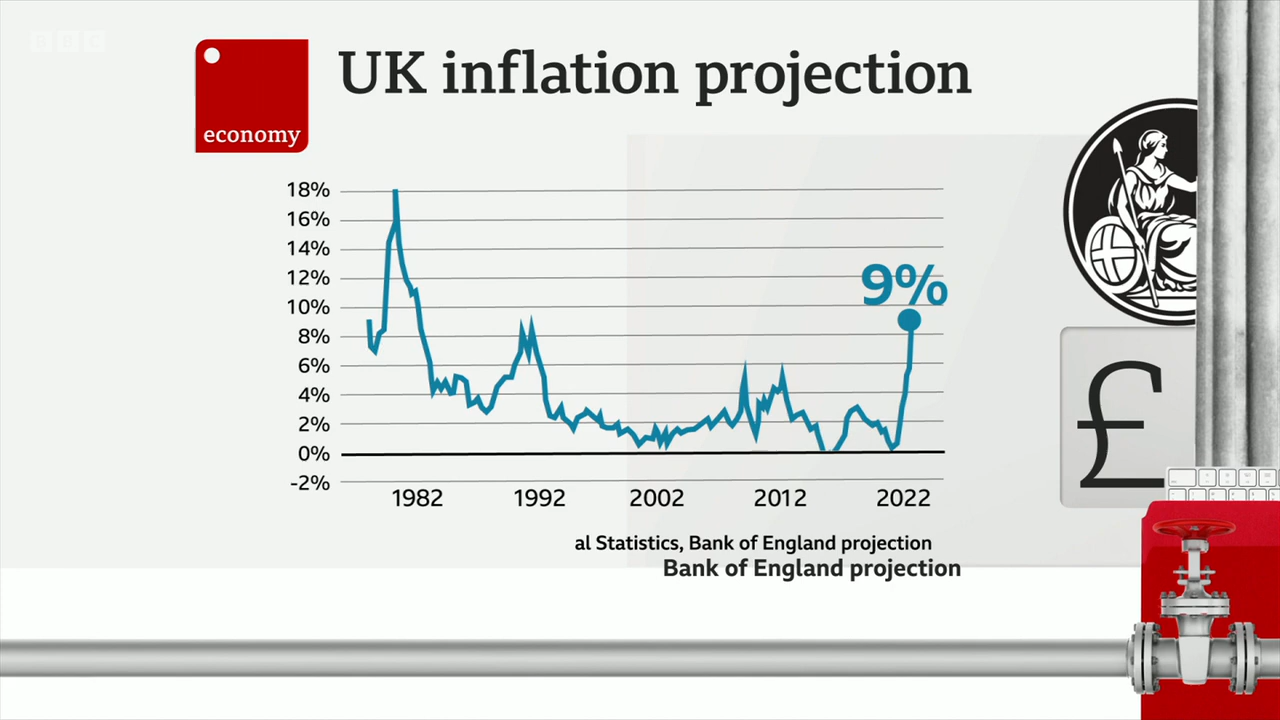 BBC
UK inflation projection
economy
18%
16%
14%
12%
10%
8%
6%
4%
2%
0%
-2%
9%
1982 1992 2002 2012 2022
al Statistics, Bank of England projection
Bank of England projection
£